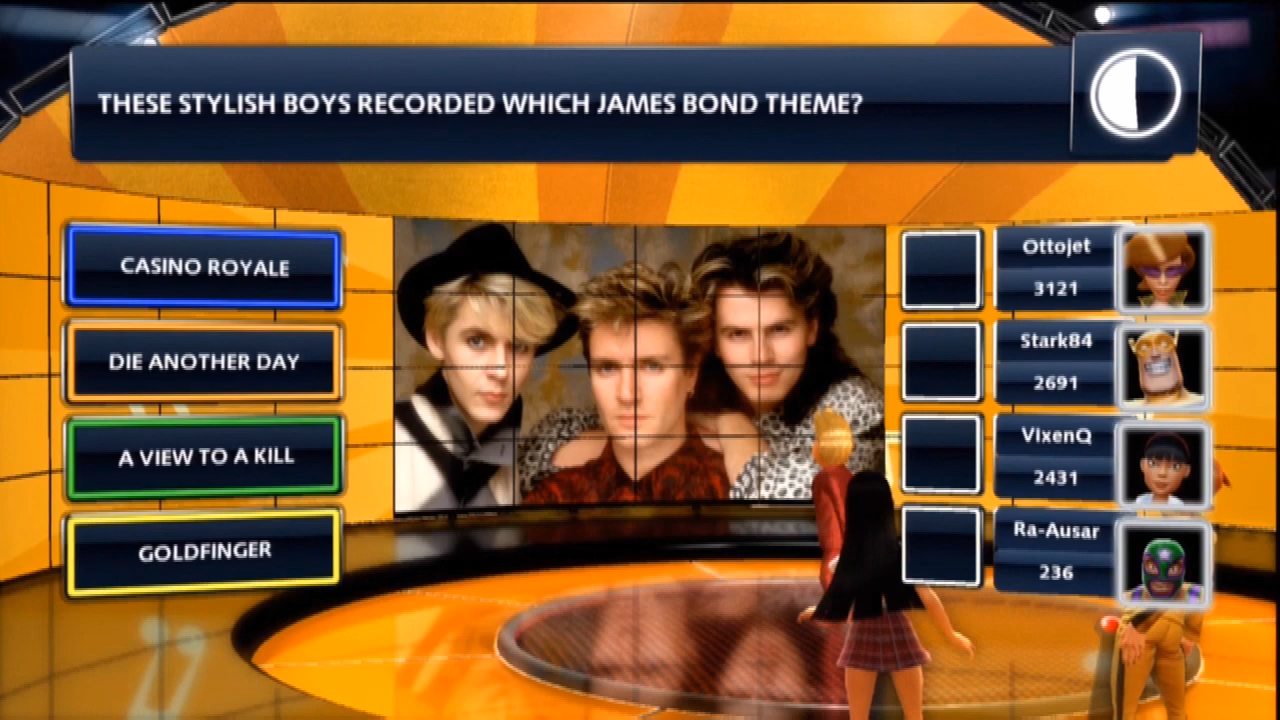 THESE STYLISH BOYS RECORDED WHICH JAMES BOND THEME?
CASINO ROYALE
DIE ANOTHER DAY
A VIEW TO A KILL
GOLDFINGER
Ottojet
3121
Stark84
2691
VixenQ
2431
Ra-Ausar
236